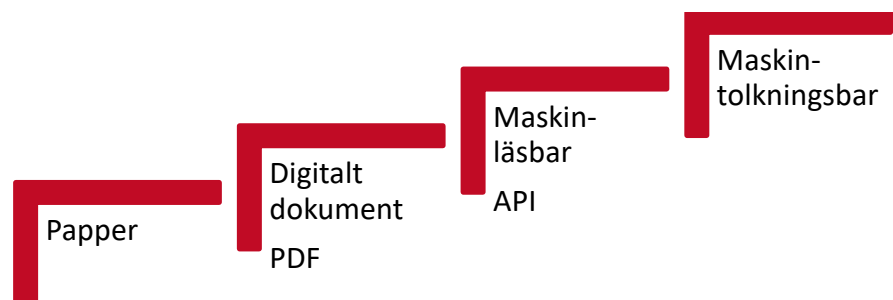 Papper
Digitalt
dokument
PDF
Maskin-
läsbar
API
Maskin-
tolkningsbar